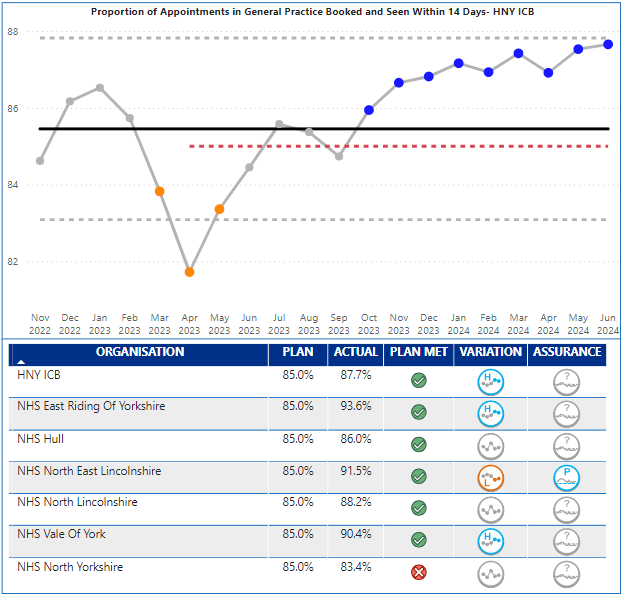 Proportion of Appointments in General Practice Booked and Seen Within 14 Days- HNY ICB
88
86
84
82
Nov Dec Jan Feb Mar Apr May Jun Jul Aug Sep Oct Nov Dec Jan Feb Mar Apr May Jun
2022 2022 2023 2023 2023 2023 2023 2023 2023 2023 2023 2023 2023 2023 2024 2024 2024 2024 2024 2024
ORGANISATION PLAN ACTUAL PLAN MET VARIATION ASSURANCE
HNY ICB 85.0% 87.7% H ?
NHS East Riding Of Yorkshire 85.0% 93.6% H ?
NHS Hull 85.0% 86.0% ?
NHS North East Lincolnshire 85.0% 91.5% L P
NHS North Lincolnshire 85.0% 88.2% ?
NHS Vale Of York 85.0% 90.4% H ?
NHS North Yorkshire 85.0% 83.4% ?